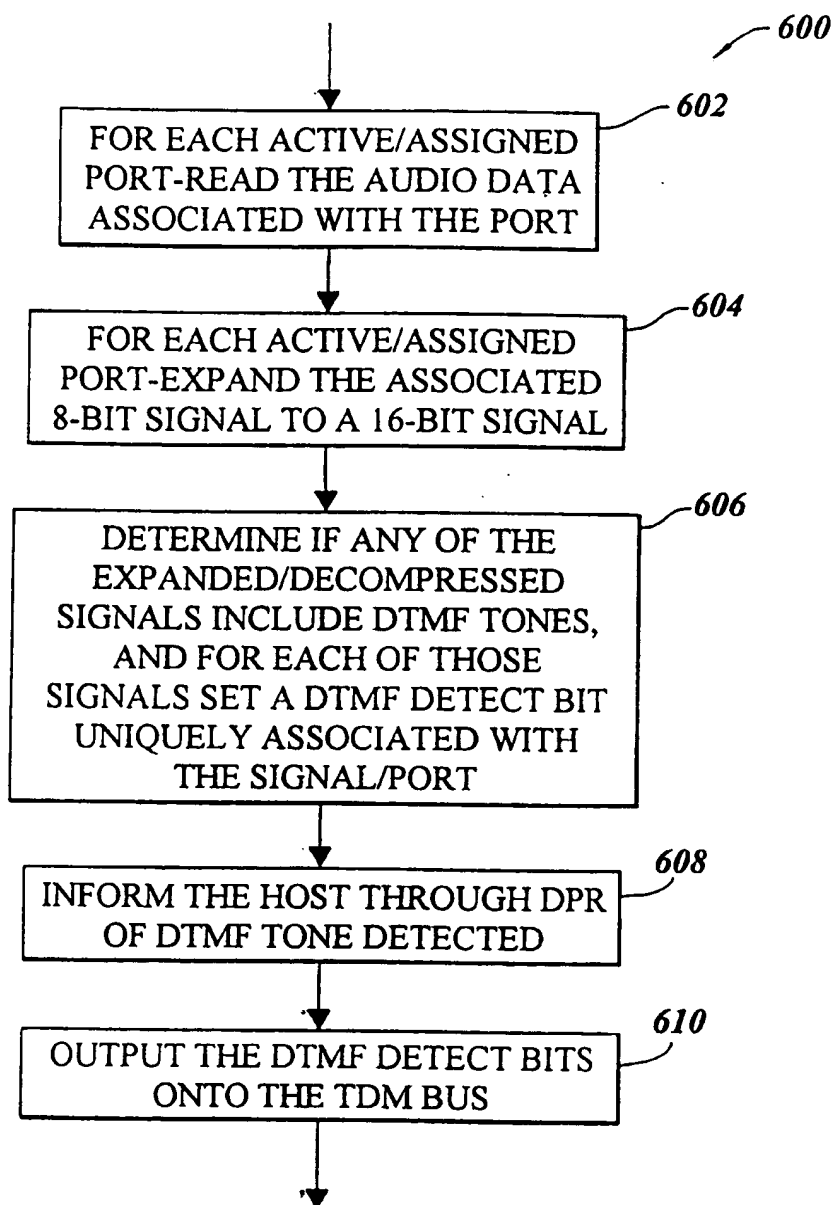 600
602
FOR EACH ACTIVE/ASSIGNED
PORT-READ THE AUDIO DATA
ASSOCIATED WITH THE PORT
604
FOR EACH ACTIVE/ASSIGNED
PORT-EXPAND THE ASSOCIATED
8-BIT SIGNAL TO A 16-BIT SIGNAL
606
DETERMINE IF ANY OF THE
EXPANDED/DECOMPRESSED
SIGNALS INCLUDE DTMF TONES,
AND FOR EACH OF THOSE
SIGNALS SET A DTMF DETECT BIT
UNIQUELY ASSOCIATED WITH
THE SIGNAL/PORT
608
INFORM THE HOST THROUGH DPR
OF DTMF TONE DETECTED
610
OUTPUT THE DTMF DETECT BITS
ONTO THE TDM BUS